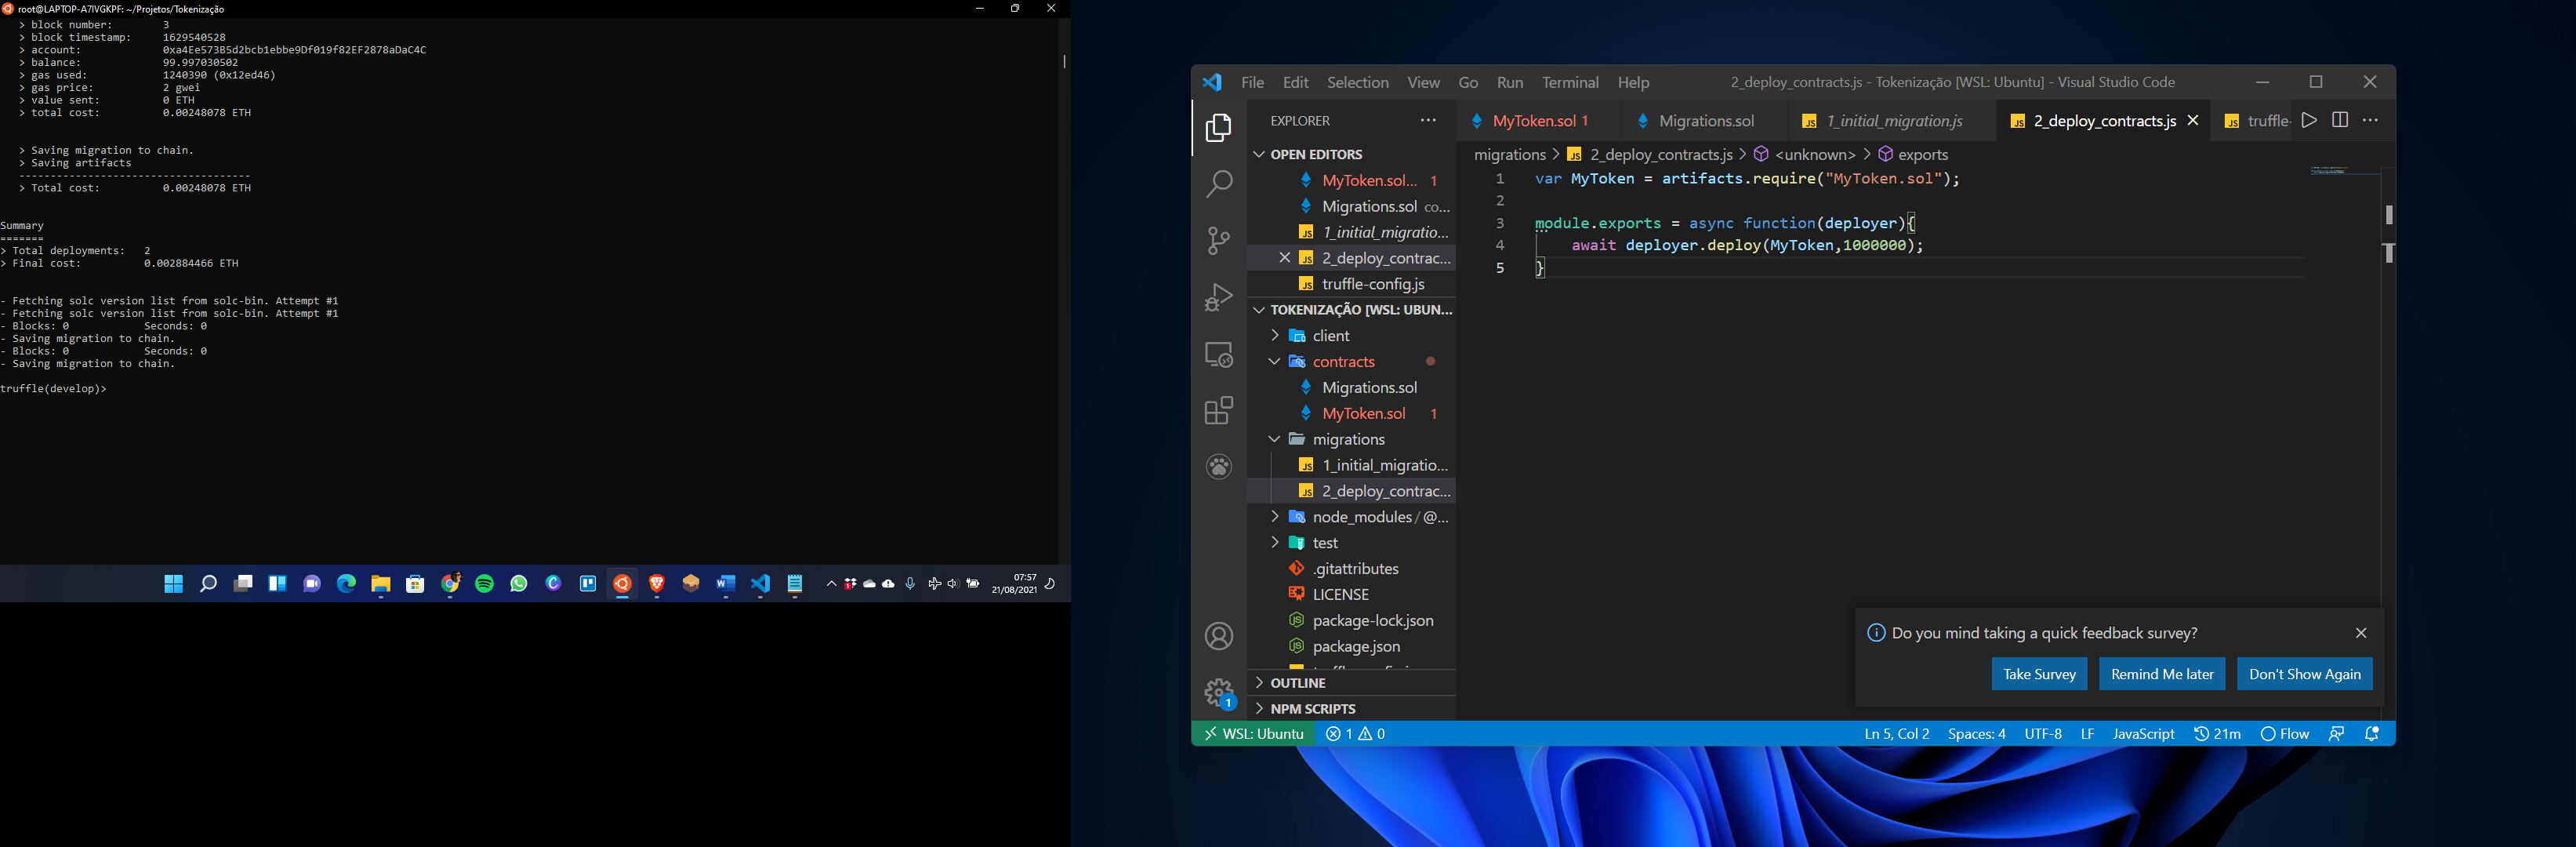 root@LAPTOP-A7IVGKPF: ~/Projetos/Tokenização
> block number: 3
> block timestamp: 1629540528
> account: 0xa4Ee573B5d2bcb1ebbe9Df019f82EF2878aDaC4C
> balance: 99.997030502
> gas used: 1240390 (0x12ed46)
> gas price: 2 gwei
> value sent: 0 ETH
> total cost: 0.00248078 ETH
> Saving migration to chain.
> Saving artifacts
-------------------------------------
> Total cost: 0.00248078 ETH
Summary
=======
> Total deployments: 2
> Final cost: 0.002884466 ETH
- Fetching solc version list from solc-bin. Attempt #1
- Fetching solc version list from solc-bin. Attempt #1
- Blocks: 0 Seconds: 0
- Saving migration to chain.
- Blocks: 0 Seconds: 0
- Saving migration to chain.
truffle(develop)>
07:57
21/08/2021
File Edit Selection View Go Run Terminal Help
2_deploy_contracts.js - Tokenização [WSL: Ubuntu] - Visual Studio Code
EXPLORER
OPEN EDITORS
MyToken.sol... 1
Migrations.sol co...
1_initial_migratio...
2_deploy_contrac...
truffle-config.js
TOKENIZAÇÃO [WSL: UBUN...
client
contracts
Migrations.sol
MyToken.sol 1
migrations
1_initial_migratio...
2_deploy_contrac...
node_modules / @...
test
.gitattributes
LICENSE
package-lock.json
package.json
OUTLINE
NPM SCRIPTS
MyToken.sol 1
Migrations.sol
1_initial_migration.js
2_deploy_contracts.js
truffle-
migrations > 2_deploy_contracts.js > <unknown> > exports
1 var MyToken = artifacts.require("MyToken.sol");
2
3 module.exports = async function(deployer){
4 await deployer.deploy(MyToken,1000000);
5 }
Do you mind taking a quick feedback survey?
Take Survey
Remind Me later
Don't Show Again
1
WSL: Ubuntu
1 0
Ln 5, Col 2
Spaces: 4
UTF-8
LF
JavaScript
21m
Flow